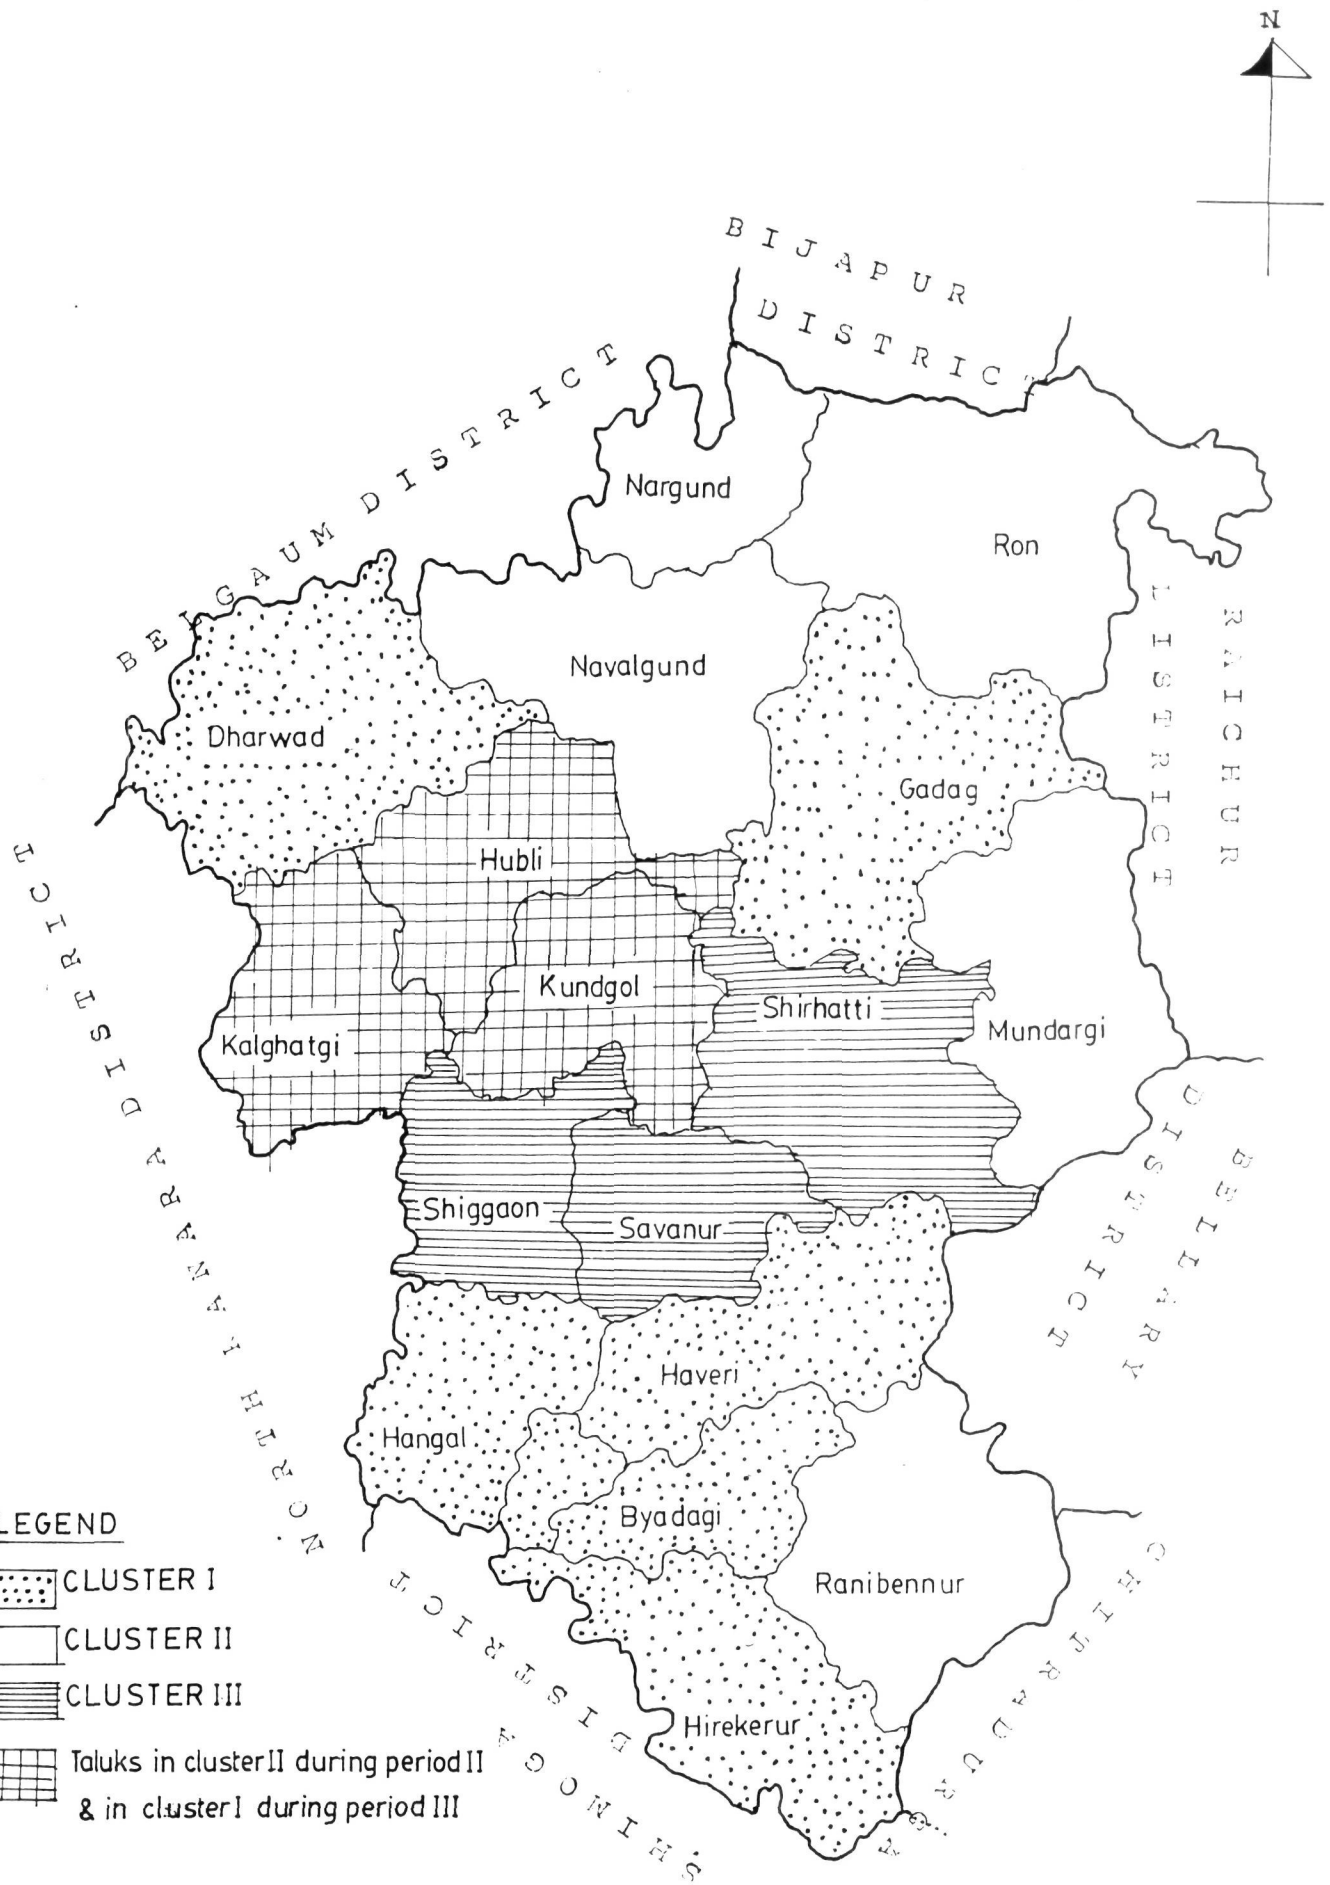 N
BIJAPUR
DISTRICT
BELGAUM DISTRICT
Nargund
Ron
RAICHUR
DISTRICT
Navalgund
Dharwad
Gadag
Hubli
Kundgol
Shirhatti
Mundargi
Kalghatgi
NORTH KANARA DISTRICT
BELLARY
DISTRICT
Shiggaon
Savanur
Haveri
Hangal
Byadagi
Ranibennur
Hirekerur
SHIMOGA DISTRICT
LEGEND
CLUSTER I
CLUSTER II
CLUSTER III
Taluks in cluster II during period II
& in cluster I during period III